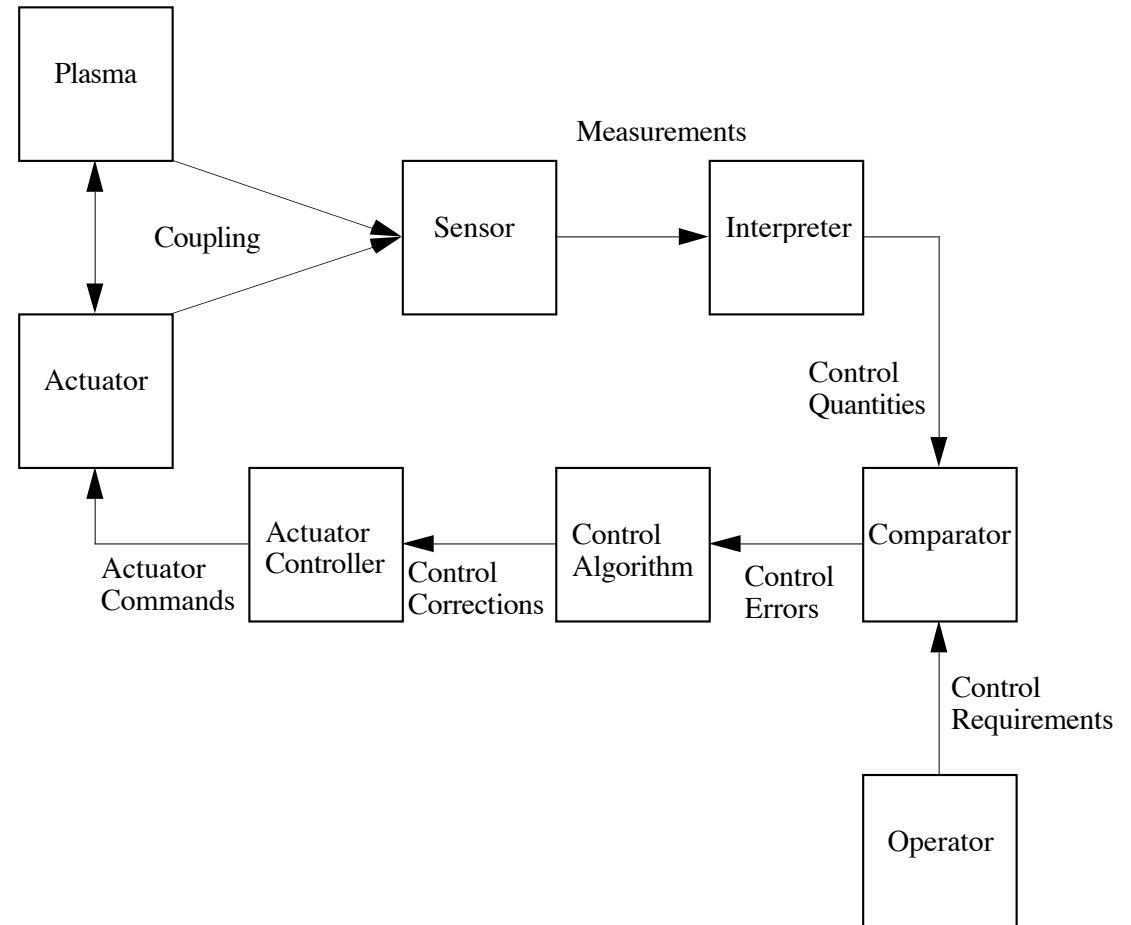 Plasma
Measurements
Coupling
Sensor
Interpreter
Actuator
Control
Quantities
Actuator
Controller
Control
Algorithm
Comparator
Actuator
Commands
Control
Corrections
Control
Errors
Control
Requirements
Operator